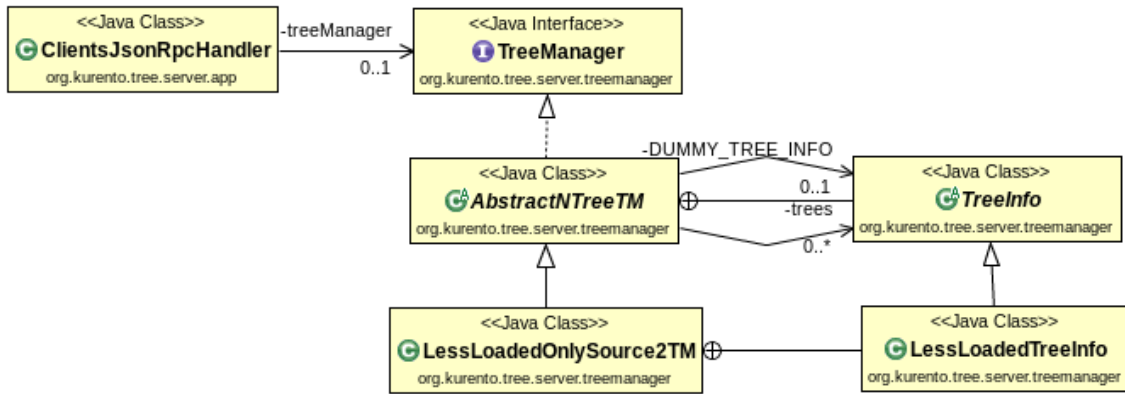 <<Java Class>>
ClientsJsonRpcHandler
org.kurento.tree.server.app
-treeManager
0..1
<<Java Interface>>
TreeManager
org.kurento.tree.server.treemanager
<<Java Class>>
AbstractNTreeTM
org.kurento.tree.server.treemanager
-DUMMY_TREE_INFO
0..1
-trees
0..*
<<Java Class>>
TreeInfo
org.kurento.tree.server.treemanager
<<Java Class>>
LessLoadedOnlySource2TM
org.kurento.tree.server.treemanager
<<Java Class>>
LessLoadedTreeInfo
org.kurento.tree.server.treemanager